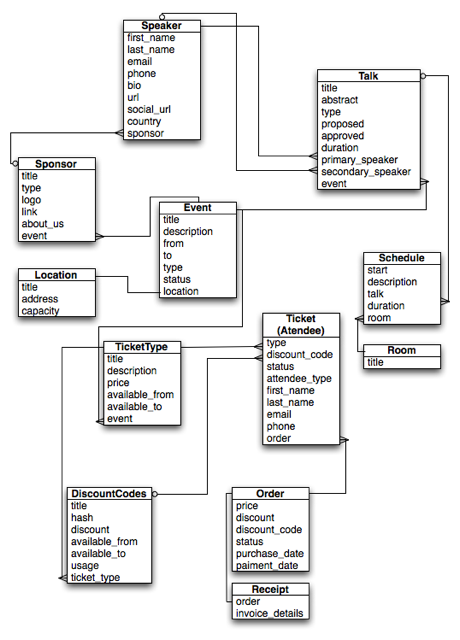 Speaker
first_name
last_name
email
phone
bio
url
social_url
country
sponsor
Talk
title
abstract
type
proposed
approved
duration
primary_speaker
secondary_speaker
event
Sponsor
title
type
logo
link
about_us
event
Event
title
description
from
to
type
status
location
Location
title
address
capacity
Schedule
start
description
talk
duration
room
Room
title
Ticket
(Atendee)
type
discount_code
status
attendee_type
first_name
last_name
email
phone
order
TicketType
title
description
price
available_from
available_to
event
DiscountCodes
title
hash
discount
available_from
available_to
usage
ticket_type
Order
price
discount
discount_code
status
purchase_date
paiment_date
Receipt
order
invoice_details